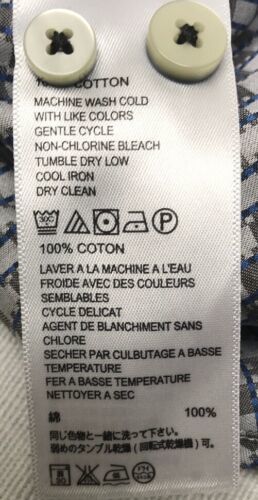 100% COTTON
MACHINE WASH COLD
WITH LIKE COLORS
GENTLE CYCLE
NON-CHLORINE BLEACH
TUMBLE DRY LOW
COOL IRON
DRY CLEAN
30C P
100% COTON
LAVER A LA MACHINE A L'EAU
FROIDE AVEC DES COULEURS
SEMBLABLES
CYCLE DELICAT
AGENT DE BLANCHIMENT SANS
CHLORE
SECHER PAR CULBUTAGE A BASSE
TEMPERATURE
FER A BASSE TEMPERATURE
NETTOYER A SEC
綿 100%
同じ色物と一緒に洗って下さい。
弱めのタンブル乾燥(回転式乾燥機)可。